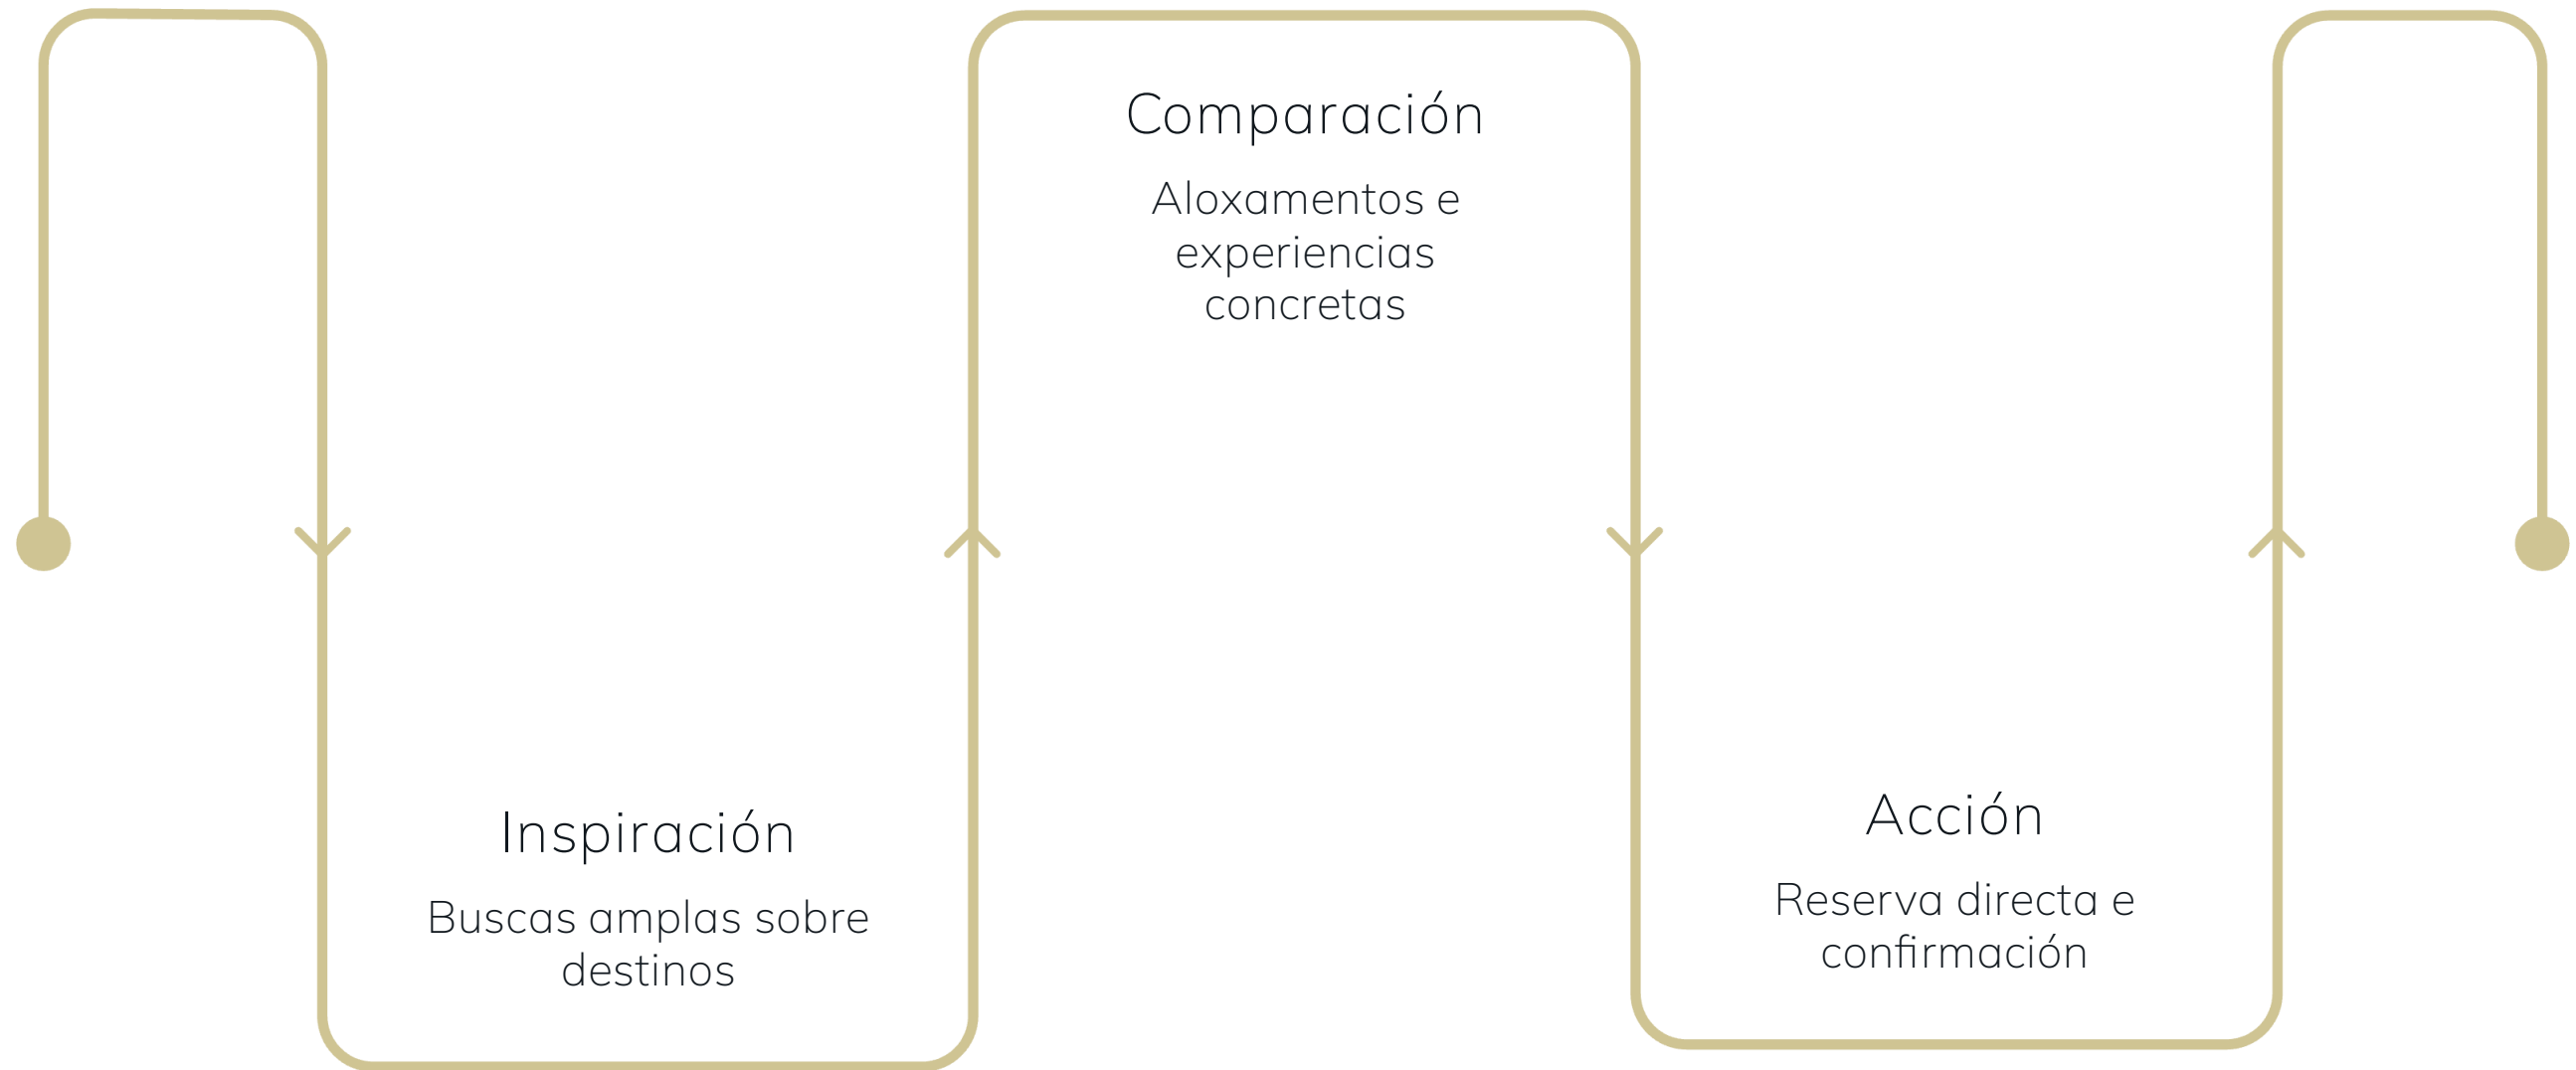 Inspiración
Buscas amplas sobre
destinos
Comparación
Aloxamentos e
experiencias
concretas
Acción
Reserva directa e
confirmación